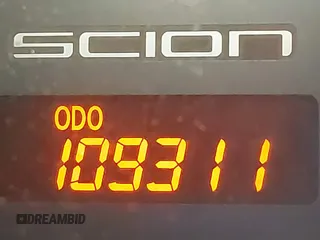 SCION
ODO
109311
DREAMBID